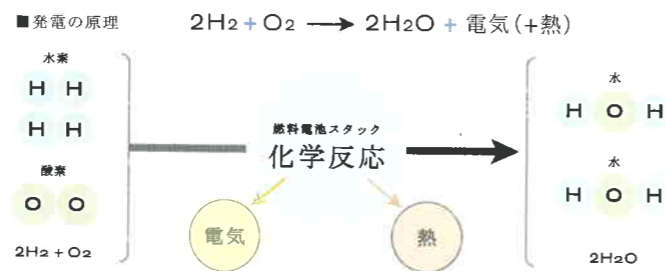 ■発電の原理
2H₂ + O₂ → 2H₂O + 電気(+熱)
水素
H H
H H
酸素
O O
2H₂ + O₂
燃料電池スタック
化学反応
電気
熱
水
H O H
水
H O H
2H₂O